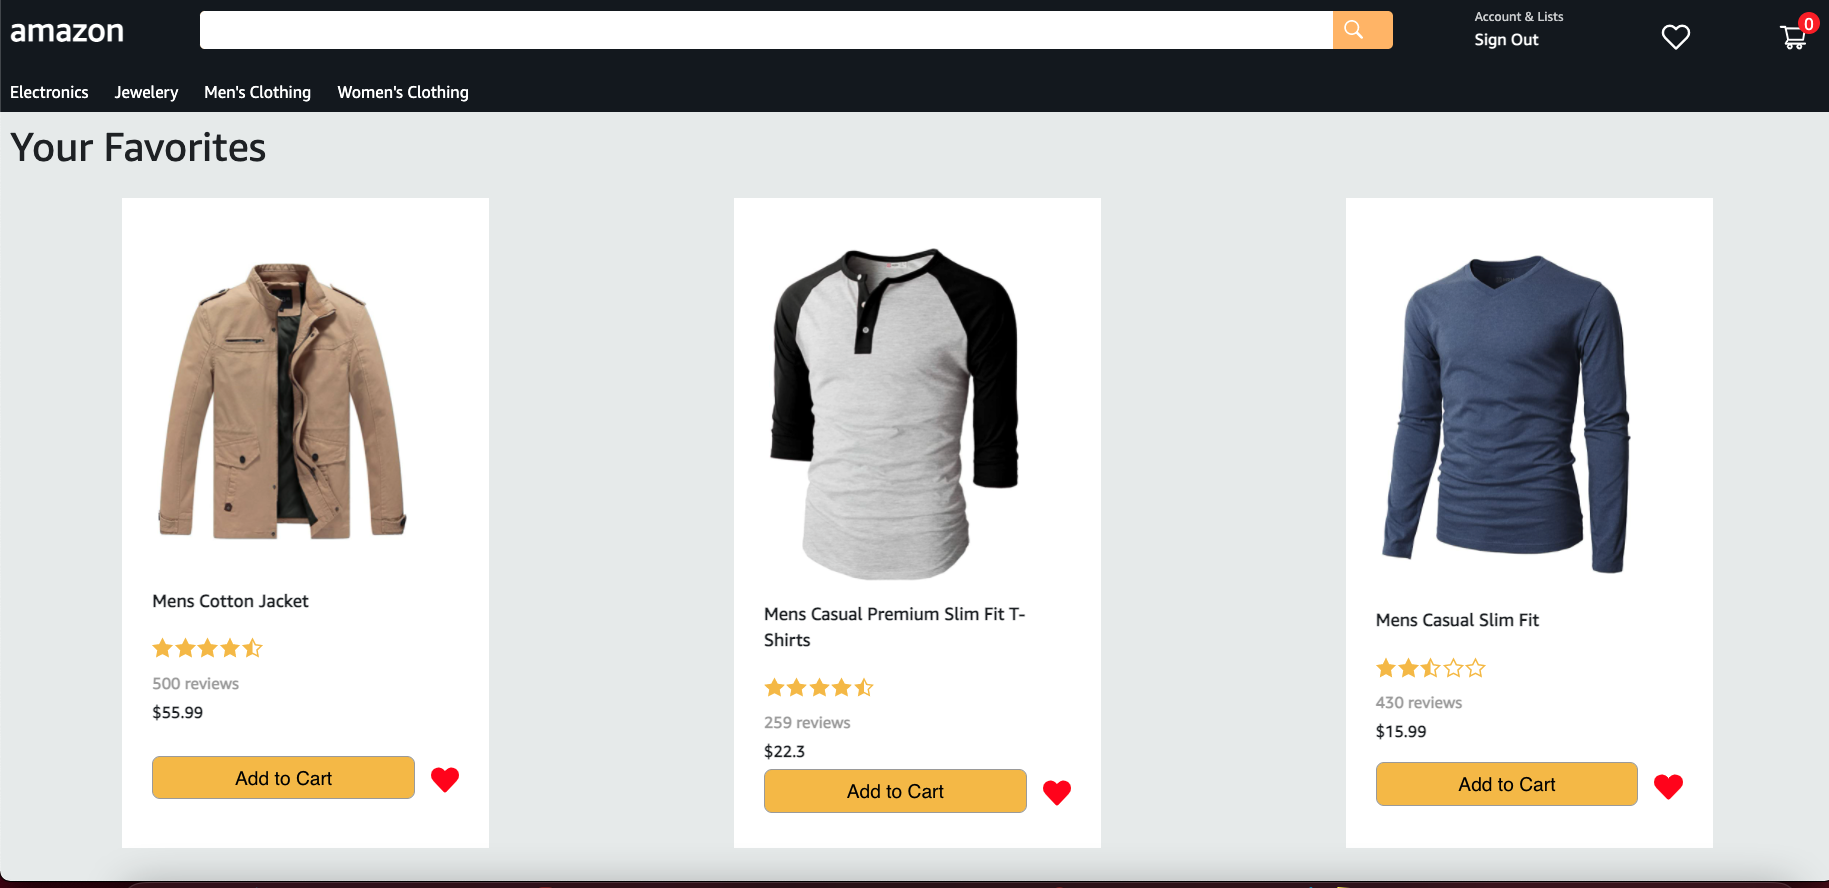 amazon
Account & Lists
Sign Out
0
Electronics Jewelery Men's Clothing Women's Clothing
Your Favorites
Mens Cotton Jacket
500 reviews
$55.99
Add to Cart
Mens Casual Premium Slim Fit T-
Shirts
259 reviews
$22.3
Add to Cart
Mens Casual Slim Fit
430 reviews
$15.99
Add to Cart